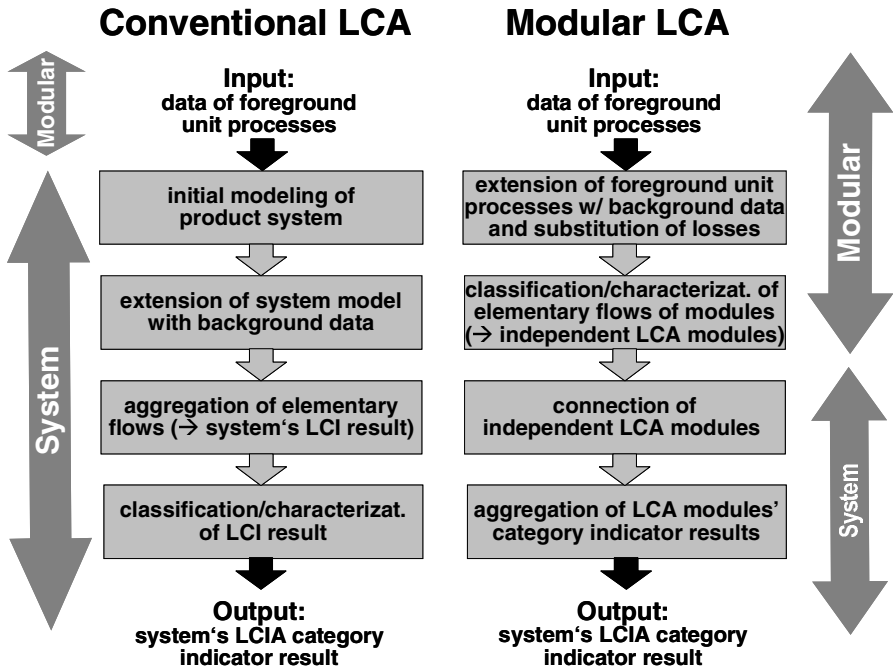 Conventional LCA
Modular LCA
Modular
System
Input:
data of foreground
unit processes
initial modeling of
product system
extension of system model
with background data
aggregation of elementary
flows (→ system‘s LCI result)
classification/characterizat.
of LCI result
Output:
system‘s LCIA category
indicator result
Input:
data of foreground
unit processes
extension of foreground unit
processes w/ background data
and substitution of losses
classification/characterizat. of
elementary flows of modules
(→ independent LCA modules)
connection of
independent LCA modules
aggregation of LCA modules’
category indicator results
Output:
system‘s LCIA category
indicator result
Modular
System